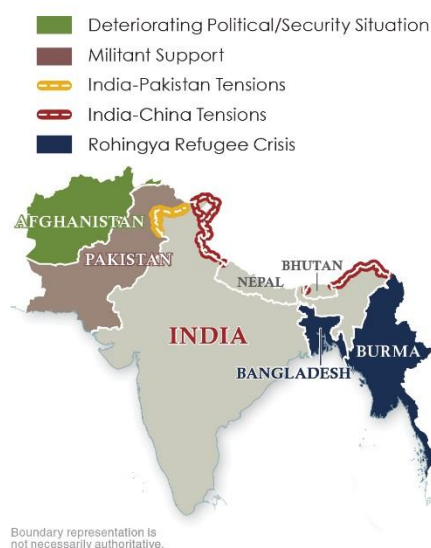 Deteriorating Political/Security Situation
Militant Support
India-Pakistan Tensions
India-China Tensions
Rohingya Refugee Crisis
AFGHANISTAN
PAKISTAN
NEPAL
BHUTAN
INDIA
BANGLADESH
BURMA
Boundary representation is
not necessarily authoritative.